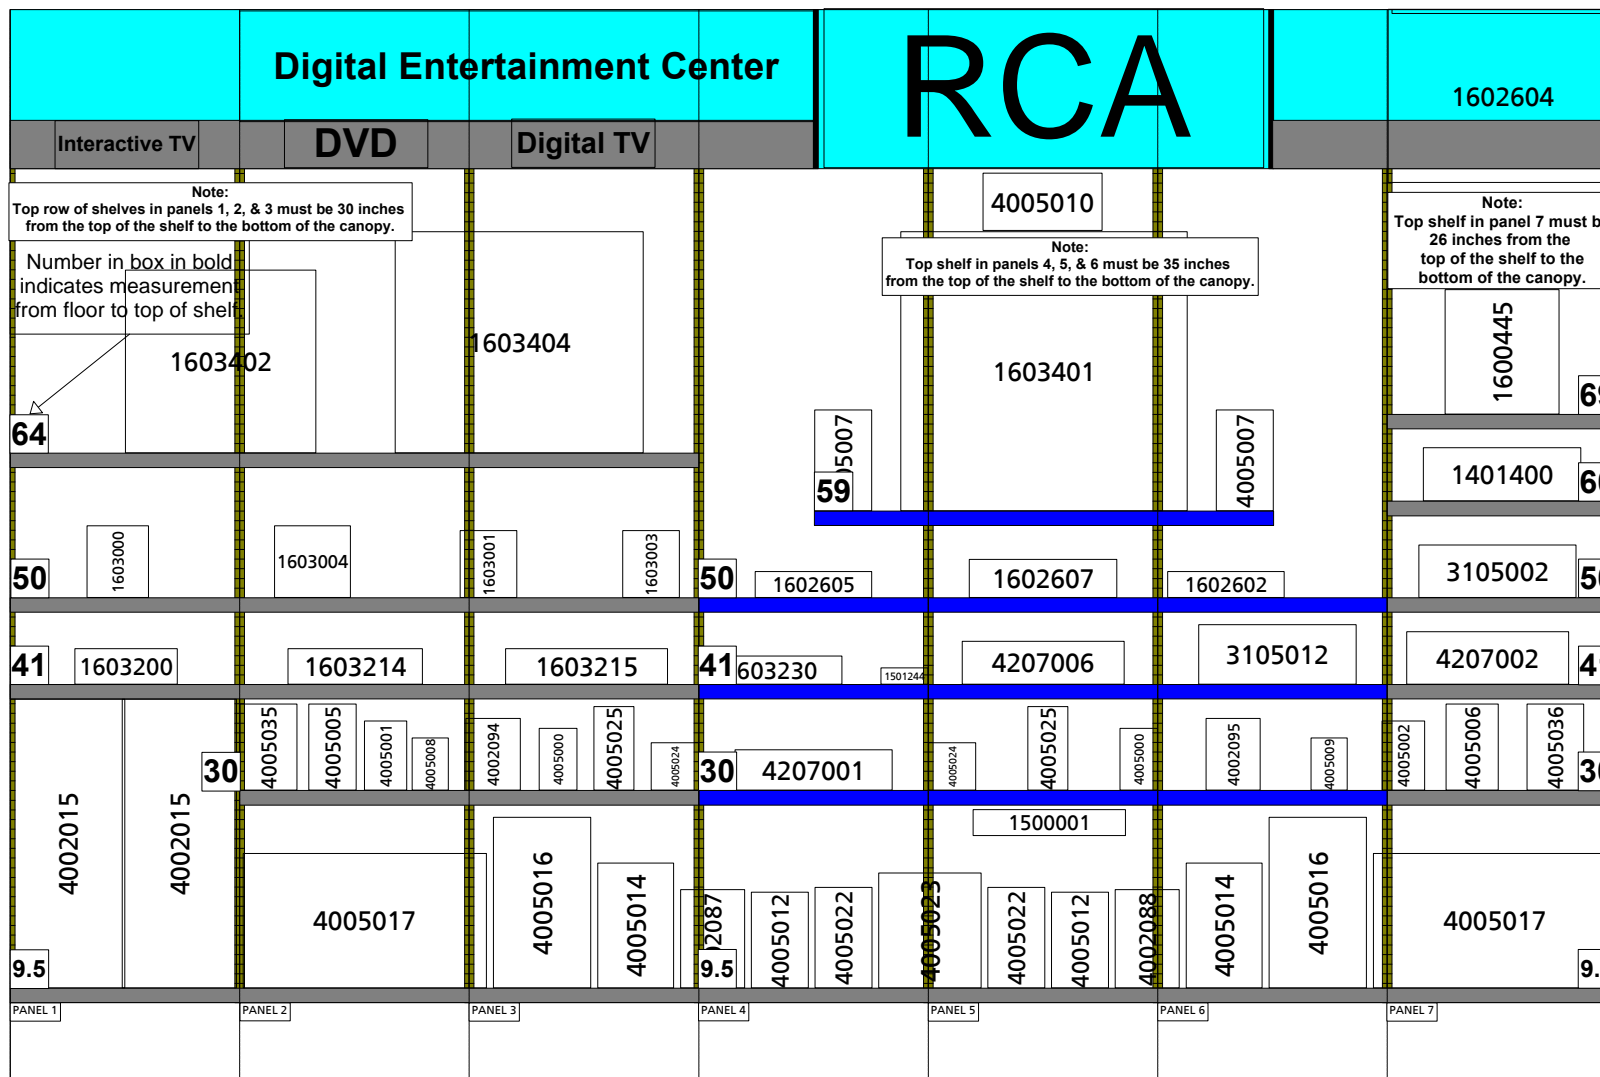 Digital Entertainment Center
RCA
1602604
Interactive TV
DVD
Digital TV
Note:
Top row of shelves in panels 1, 2, & 3 must be 30 inches
from the top of the shelf to the bottom of the canopy.
Number in box in bold
indicates measurement
from floor to top of shelf.
4005010
Note:
Top shelf in panels 4, 5, & 6 must be 35 inches
from the top of the shelf to the bottom of the canopy.
Note:
Top shelf in panel 7 must b
26 inches from the
top of the shelf to the
bottom of the canopy.
1603402
1603404
1603401
1600445
64
5007
59
4005007
69
1401400
1603000
1603004
1603001
1603003
50
50
1602605
1602607
1602602
3105002
41
1603200
1603214
1603215
41
603230
1501244
4207006
3105012
4207002
4002015
4002015
30
4005035
4005005
4005001
4005008
4002094
4005000
4005025
4005024
30
4207001
4005024
4005025
4005000
4002095
4005009
4005002
4005006
4005036
1500001
9.5
4005017
4005016
4005014
02087
9.5
4005012
4005022
4005023
4005022
4005012
4002088
4005014
4005016
4005017
9.
PANEL 1
PANEL 2
PANEL 3
PANEL 4
PANEL 5
PANEL 6
PANEL 7